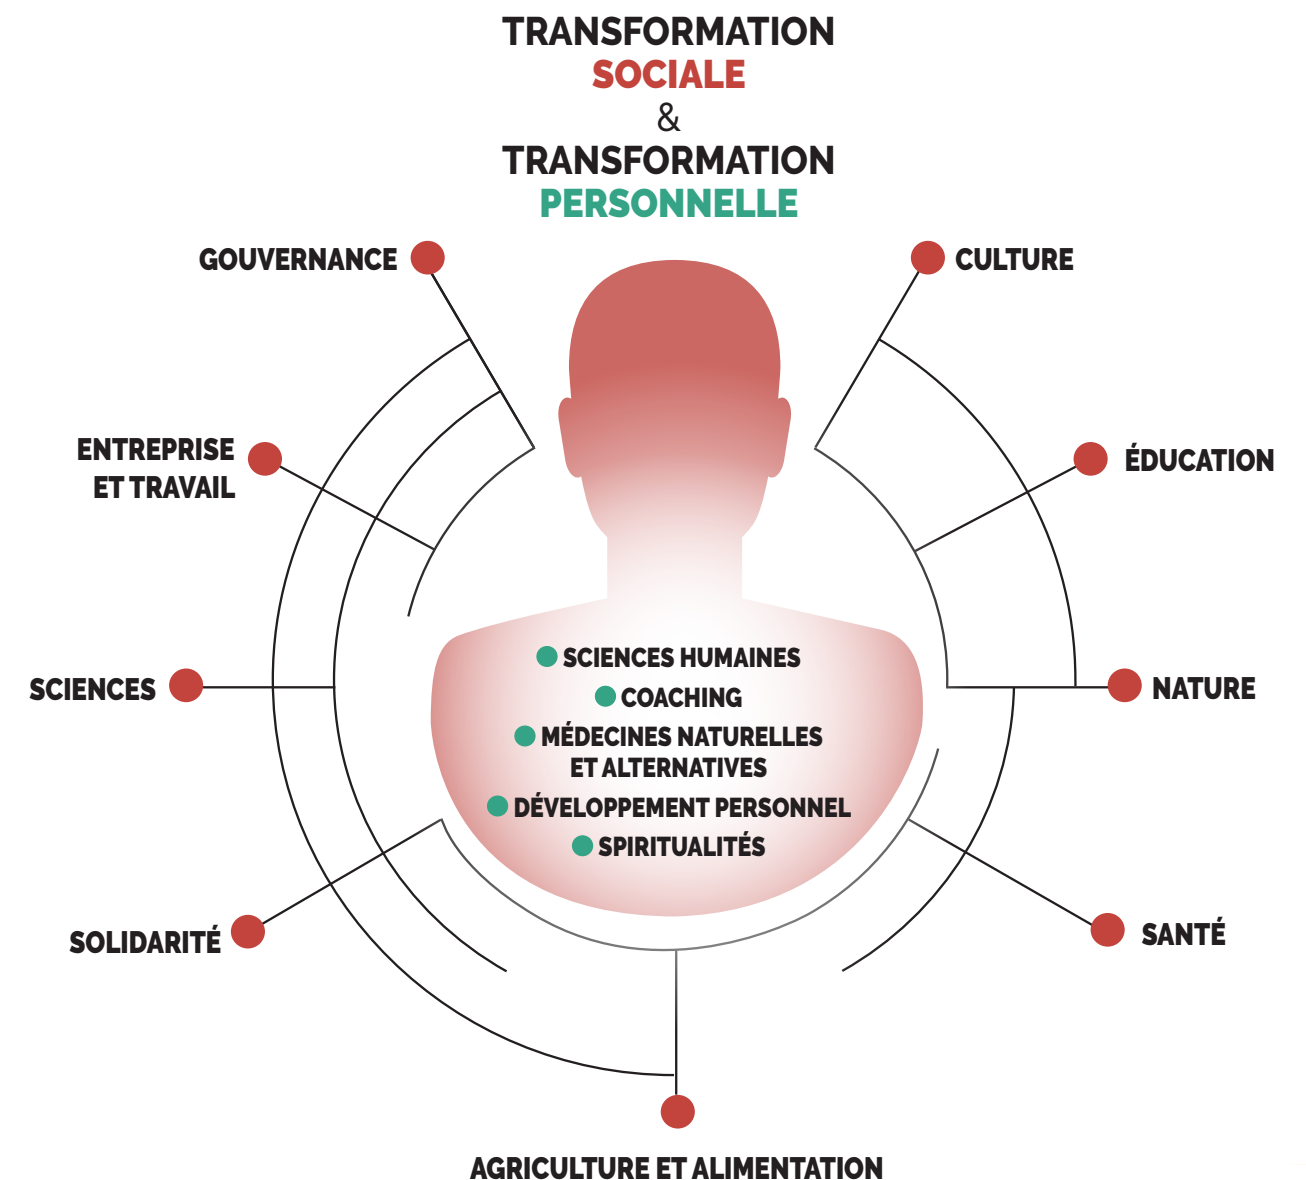 TRANSFORMATION
SOCIALE
&
TRANSFORMATION
PERSONNELLE
GOUVERNANCE
CULTURE
ENTREPRISE
ET TRAVAIL
ÉDUCATION
SCIENCES HUMAINES
COACHING
MÉDECINES NATURELLES
ET ALTERNATIVES
DÉVELOPPEMENT PERSONNEL
SPIRITUALITÉS
SCIENCES
NATURE
SOLIDARITÉ
SANTÉ
AGRICULTURE ET ALIMENTATION